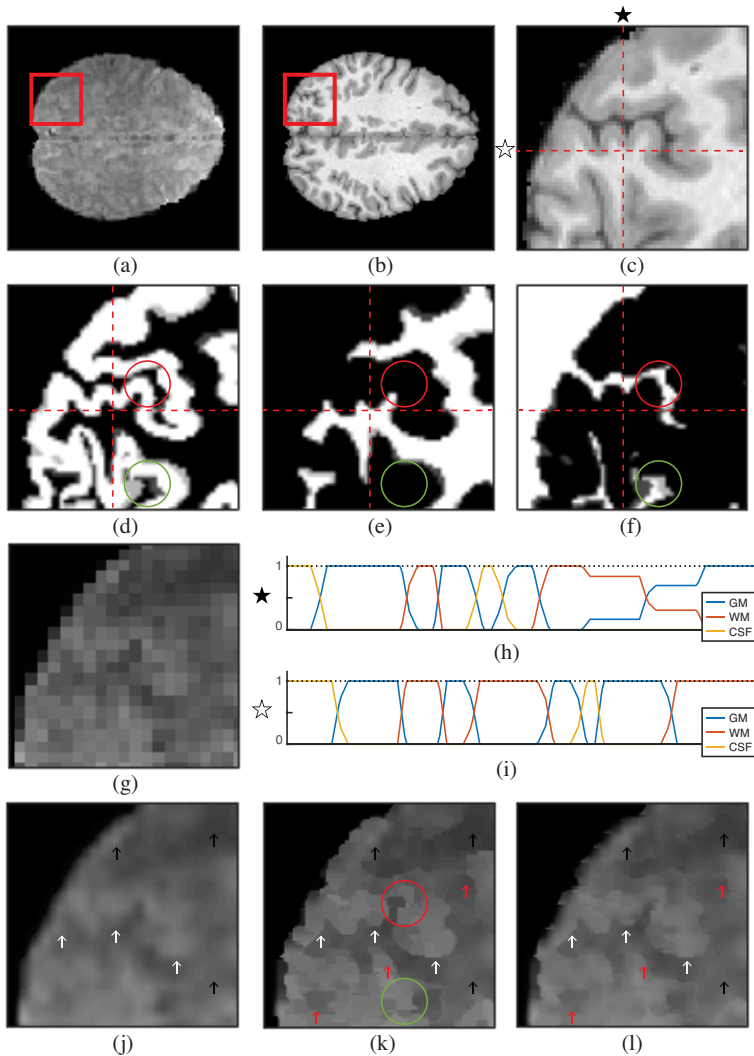 (a)
(b)
(c)
(d)
(e)
(f)
(g)
1
0
GM
WM
CSF
(h)
1
0
GM
WM
CSF
(i)
(j)
(k)
(l)